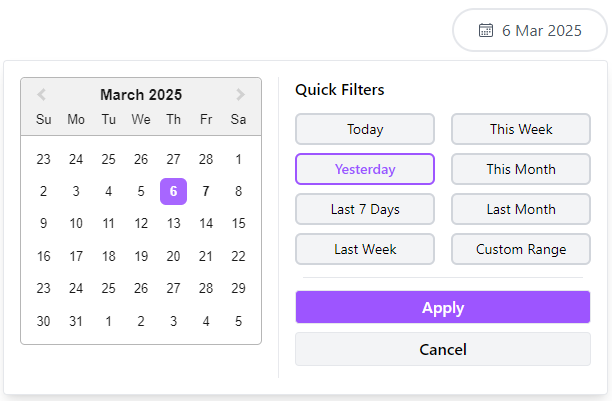 6 Mar 2025
March 2025
Su Mo Tu We Th Fr Sa
23 24 25 26 27 28 1
2 3 4 5 6 7 8
9 10 11 12 13 14 15
16 17 18 19 20 21 22
23 24 25 26 27 28 29
30 31 1 2 3 4 5
Quick Filters
Today This Week
Yesterday This Month
Last 7 Days Last Month
Last Week Custom Range
Apply
Cancel